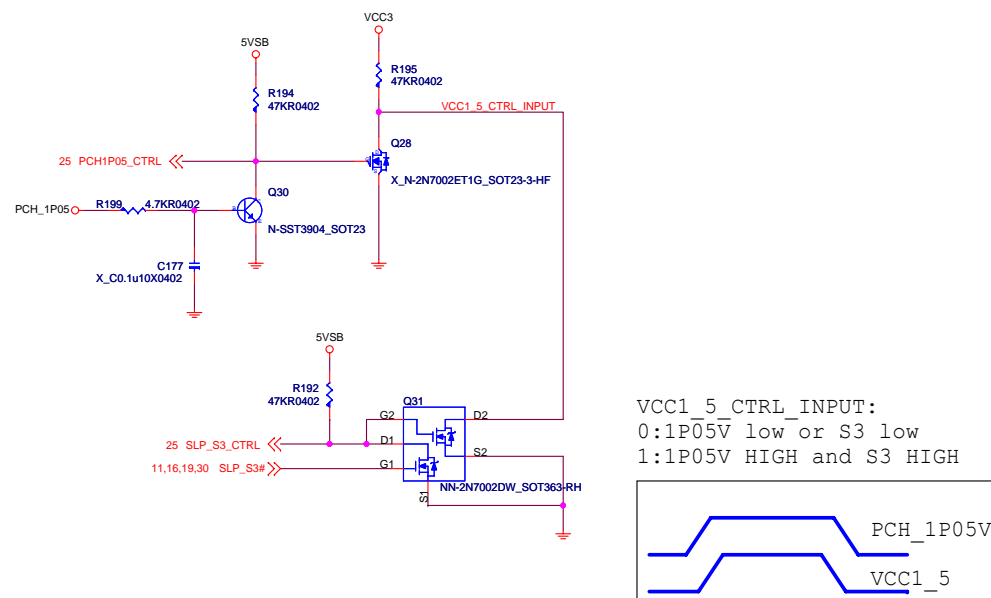 VCC3
5VSB
R195
47KR0402
R194
47KR0402
VCC1_5_CTRL_INPUT
Q28
25 PCH1P05_CTRL
X_N-2N7002ET1G_SOT23-3-HF
Q30
PCH_1P05
R199 4.7KR0402
N-SST3904_SOT23
C177
X_C0.1u10X0402
5VSB
R192
47KR0402
Q31
G2
D2
25 SLP_S3_CTRL
D1
S2
11,16,19,30 SLP_S3#
G1
NN-2N7002DW_SOT363-RH
S1
VCC1_5_CTRL_INPUT:
0:1P05V low or S3 low
1:1P05V HIGH and S3 HIGH
PCH_1P05V
VCC1_5